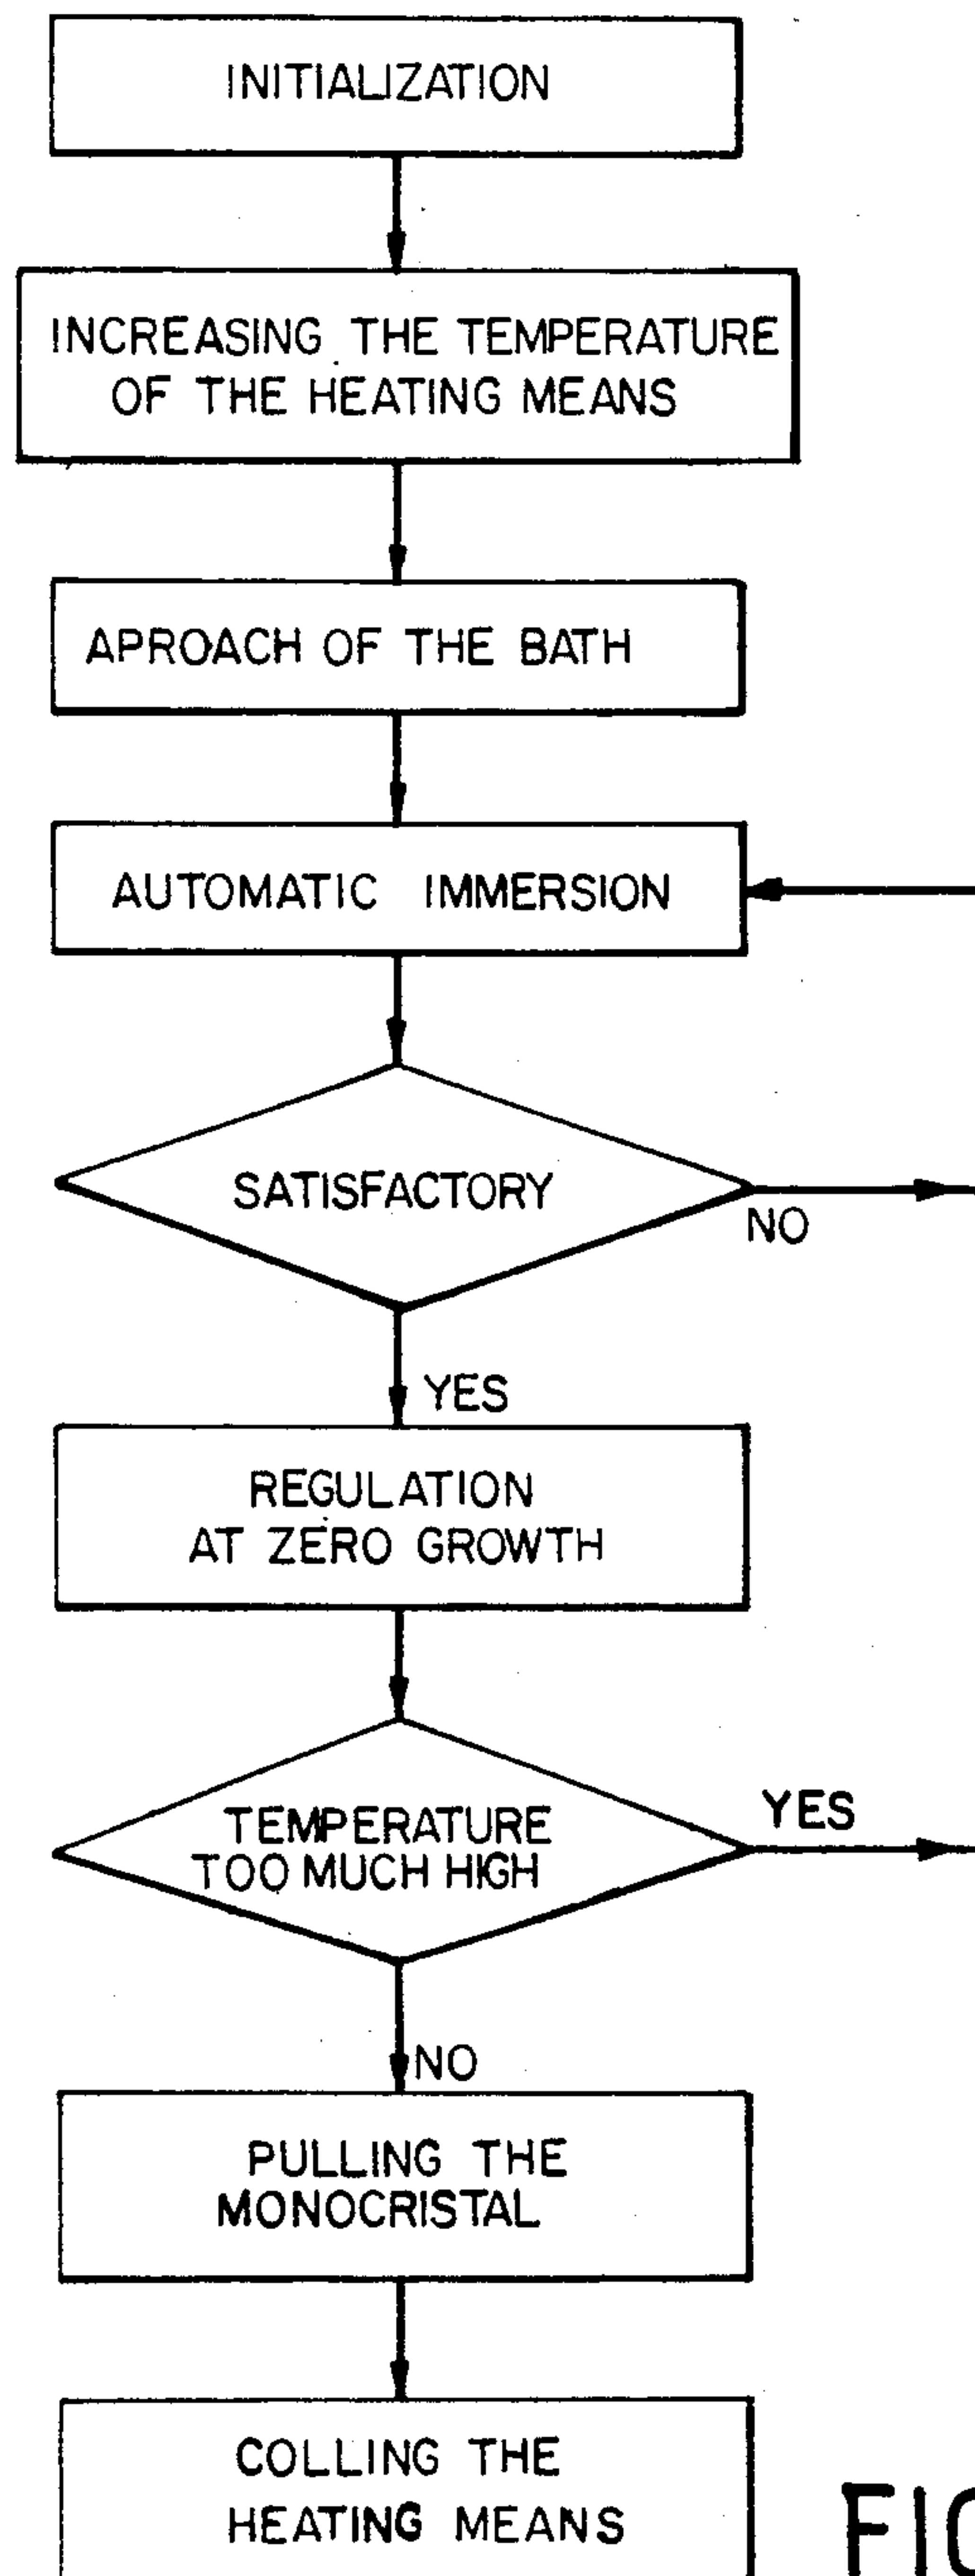 INITIALIZATION
INCREASING THE TEMPERATURE
OF THE HEATING MEANS
APROACH OF THE BATH
AUTOMATIC IMMERSION
SATISFACTORY
NO
YES
REGULATION
AT ZERO GROWTH
TEMPERATURE
TOO MUCH HIGH
YES
NO
PULLING THE
MONOCRISTAL
COLLING THE
HEATING MEANS
FIG